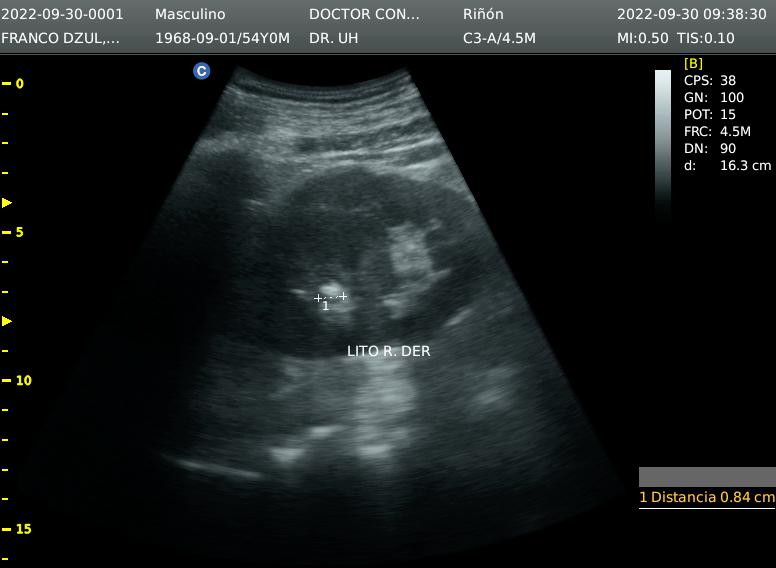 2022-09-30-0001 Masculino DOCTOR CON... Riñón 2022-09-30 09:38:30
FRANCO DZUL,... 1968-09-01/54Y0M DR. UH C3-A/4.5M MI:0.50 TIS:0.10
C
[B]
CPS: 38
GN: 100
POT: 15
FRC: 4.5M
DN: 90
d: 16.3 cm
0
5
10
15
1
LITO R. DER
1 Distancia 0.84 cm